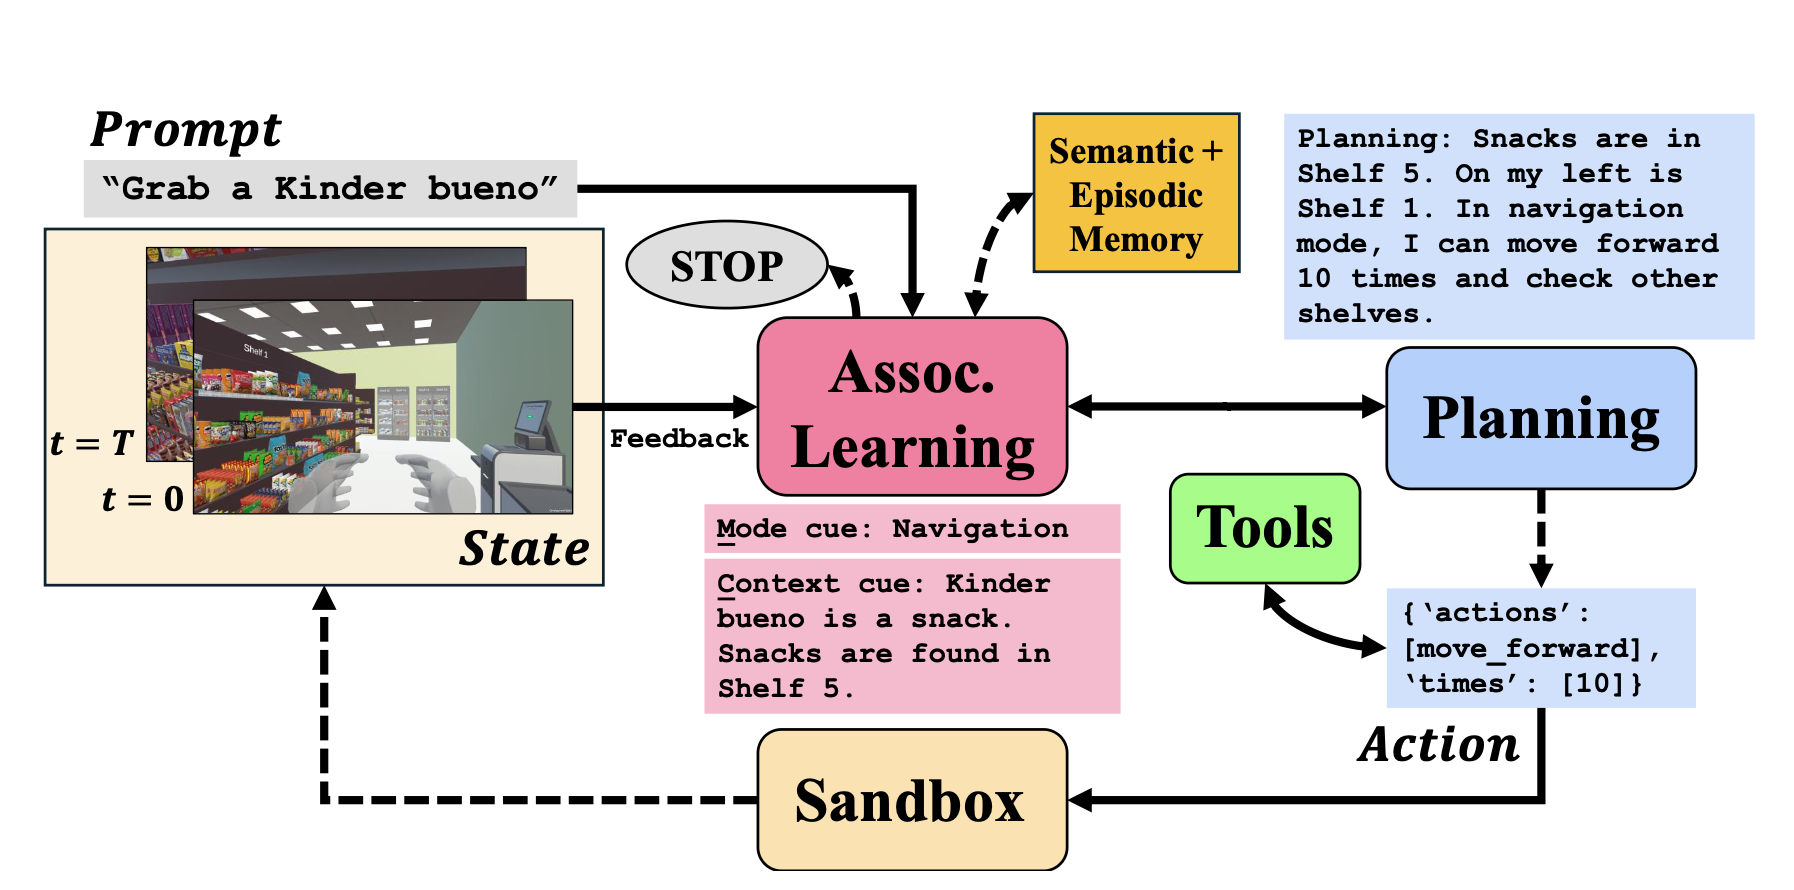 Prompt
“Grab a Kinder bueno”
STOP
Semantic +
Episodic
Memory
Planning: Snacks are in
Shelf 5. On my left is
Shelf 1. In navigation
mode, I can move forward
10 times and check other
shelves.
Shelf 1
t = T
t = 0
State
Feedback
Assoc.
Learning
Planning
Mode cue: Navigation
Context cue: Kinder
bueno is a snack.
Snacks are found in
Shelf 5.
Tools
{‘actions’:
[move_forward],
‘times’: [10]}
Action
Sandbox